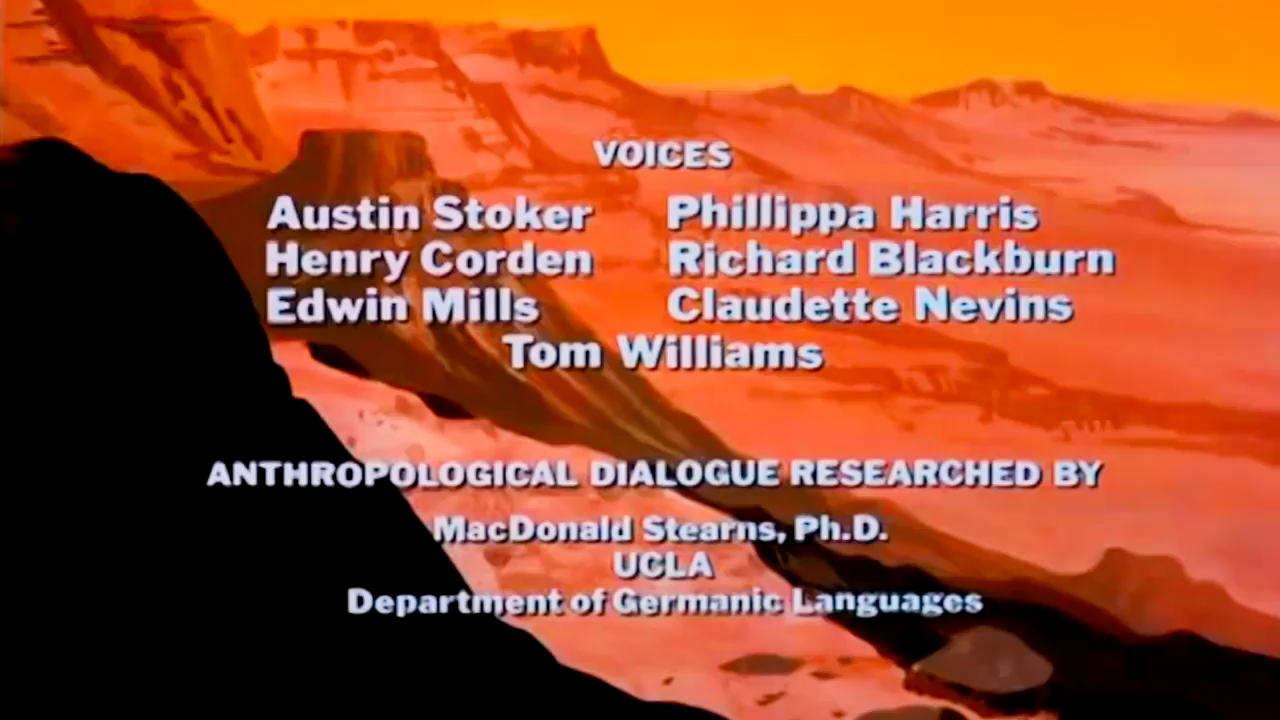 VOICES
Austin Stoker Phillippa Harris
Henry Corden Richard Blackburn
Edwin Mills Claudette Nevins
Tom Williams
ANTHROPOLOGICAL DIALOGUE RESEARCHED BY
MacDonald Stearns, Ph.D.
UCLA
Department of Germanic Languages